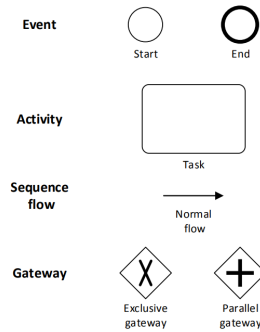 Event
Start End
Activity
Task
Sequence
flow
Normal
flow
Gateway
X
Exclusive Parallel
gateway gateway